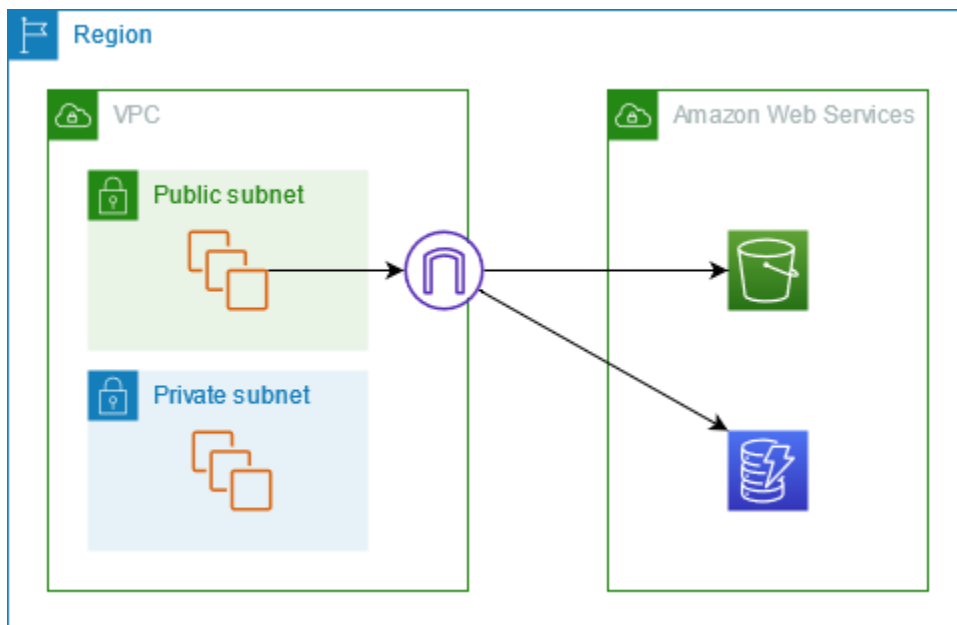 Region
VPC
Amazon Web Services
Public subnet
Private subnet